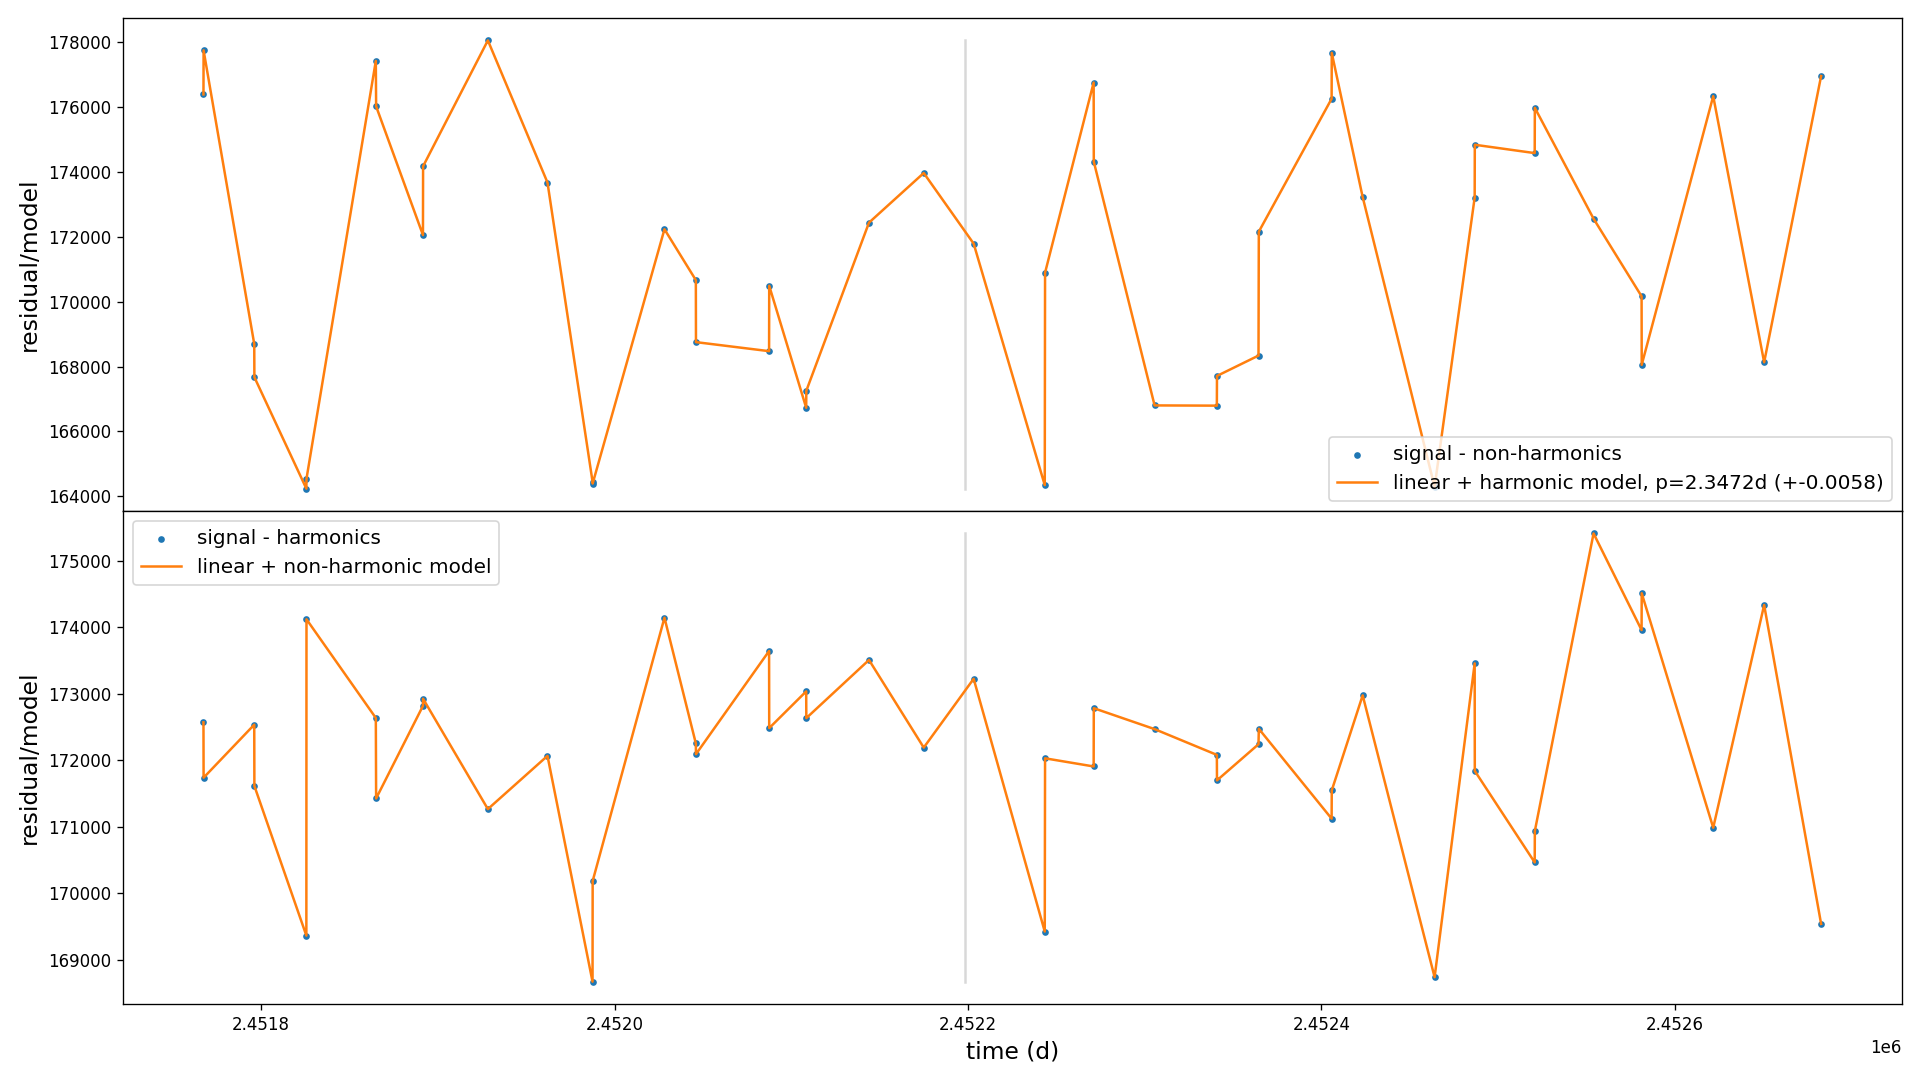 178000
176000
174000
172000
170000
168000
166000
164000
residual/model
signal - non-harmonics
linear + harmonic model, p=2.3472d (+-0.0058)
signal - harmonics
linear + non-harmonic model
175000
174000
173000
172000
171000
170000
169000
residual/model
2.4518 2.4520 2.4522 2.4524 2.4526
1e6
time (d)